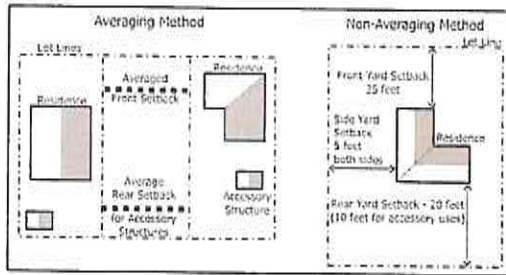 Averaging Method
Lot Lines
Residence
Averaged
Front Setback
Average
Rear Setback
for Accessory
Structures
Residence
Accessory
Structure
Non-Averaging Method
Lot Line
Front Yard Setback
25 feet
Side Yard
Setback
5 feet
both sides
Residence
Rear Yard Setback - 20 feet
(10 feet for accessory uses)